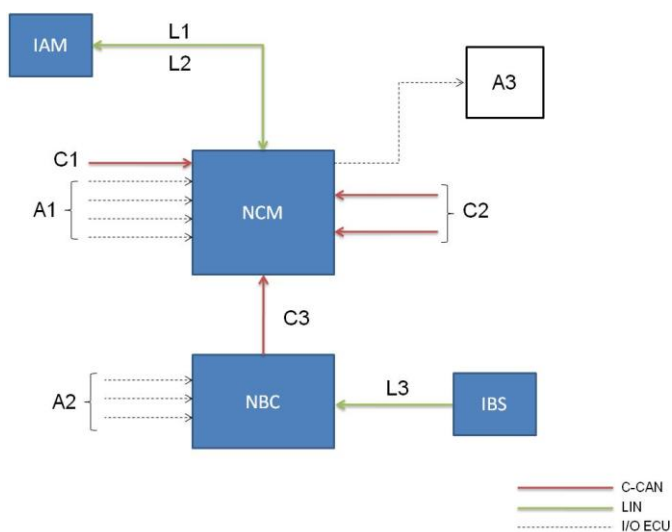 IAM
L1
L2
A3
C1
A1
NCM
C2
C3
A2
NBC
L3
IBS
C-CAN
LIN
I/O ECU